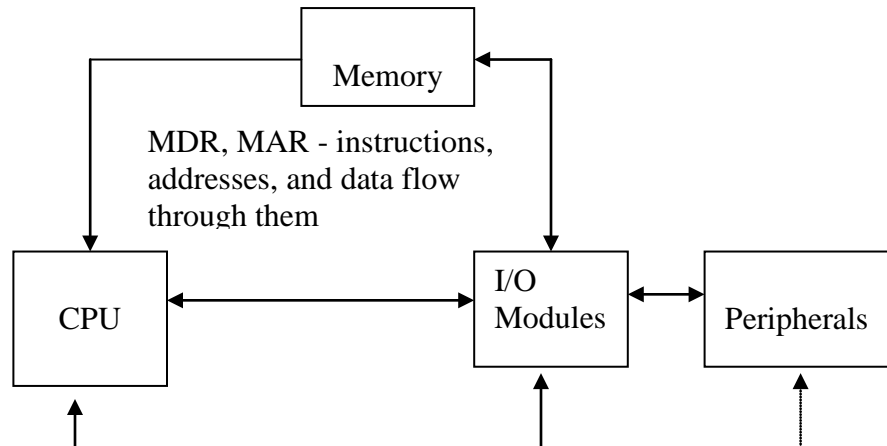 Memory
MDR, MAR - instructions,
addresses, and data flow
through them
CPU
I/O
Modules
Peripherals